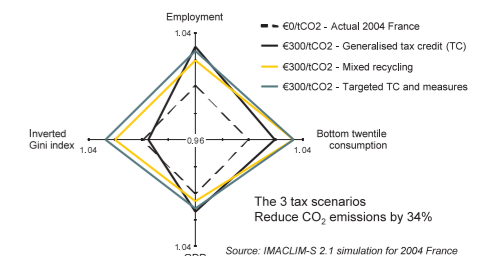 Employment
1.04
€0/tCO2 - Actual 2004 France
€300/tCO2 - Generalised tax credit (TC)
€300/tCO2 - Mixed recycling
€300/tCO2 - Targeted TC and measures
Inverted
Gini index
1.04
0.96
1.04
Bottom twentile
consumption
The 3 tax scenarios
Reduce CO2 emissions by 34%
1.04
Source: IMACLIM-S 2.1 simulation for 2004 France